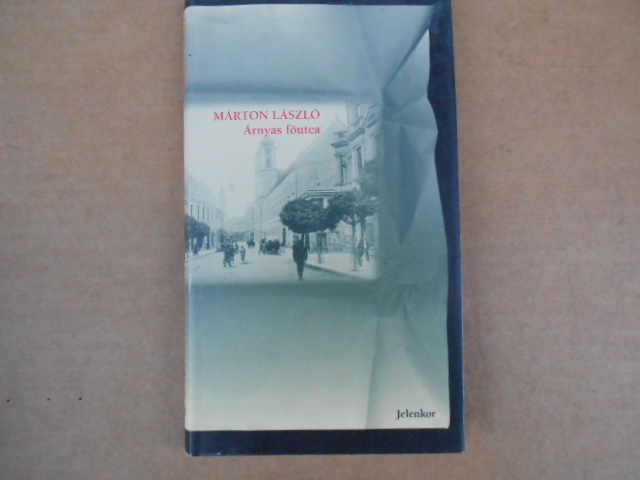 MÁRTON LÁSZLÓ
Árnyas főutca
Jelenkor